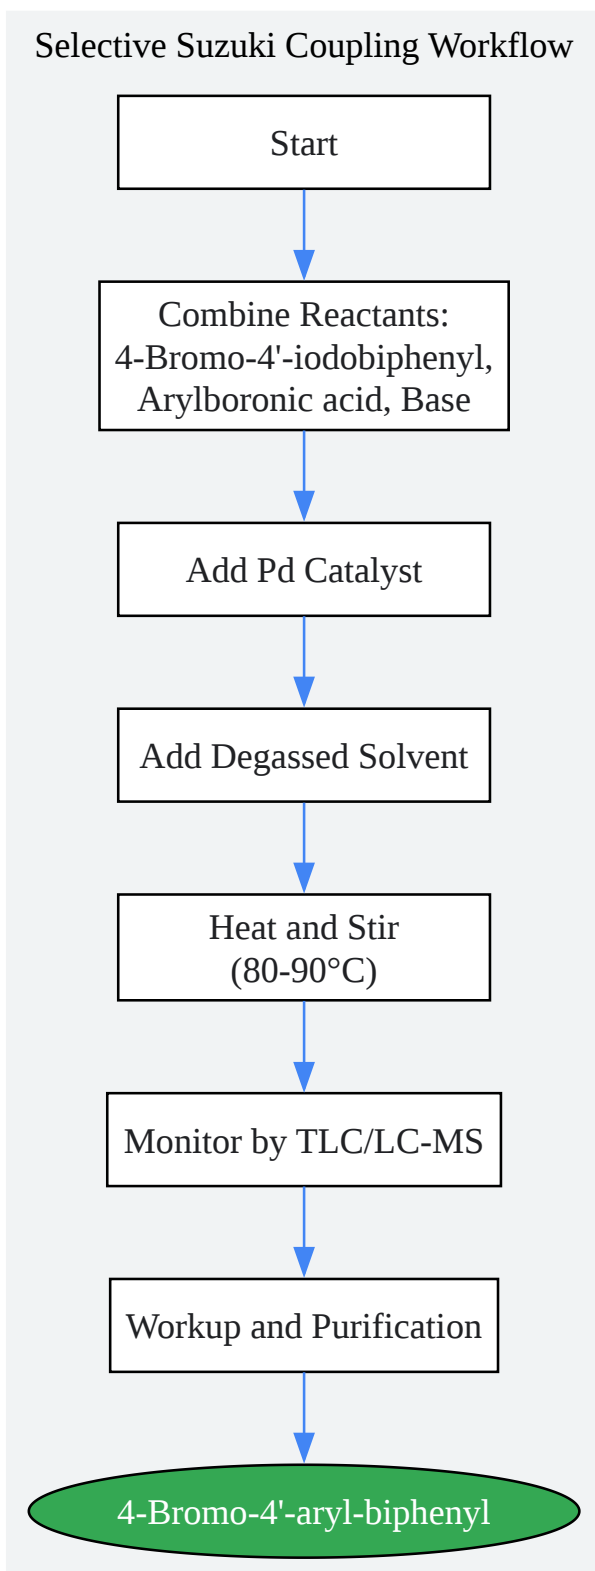 Selective Suzuki Coupling Workflow
Start
Combine Reactants:
4-Bromo-4'-iodobiphenyl,
Arylboronic acid, Base
Add Pd Catalyst
Add Degassed Solvent
Heat and Stir
(80-90°C)
Monitor by TLC/LC-MS
Workup and Purification
4-Bromo-4'-aryl-biphenyl